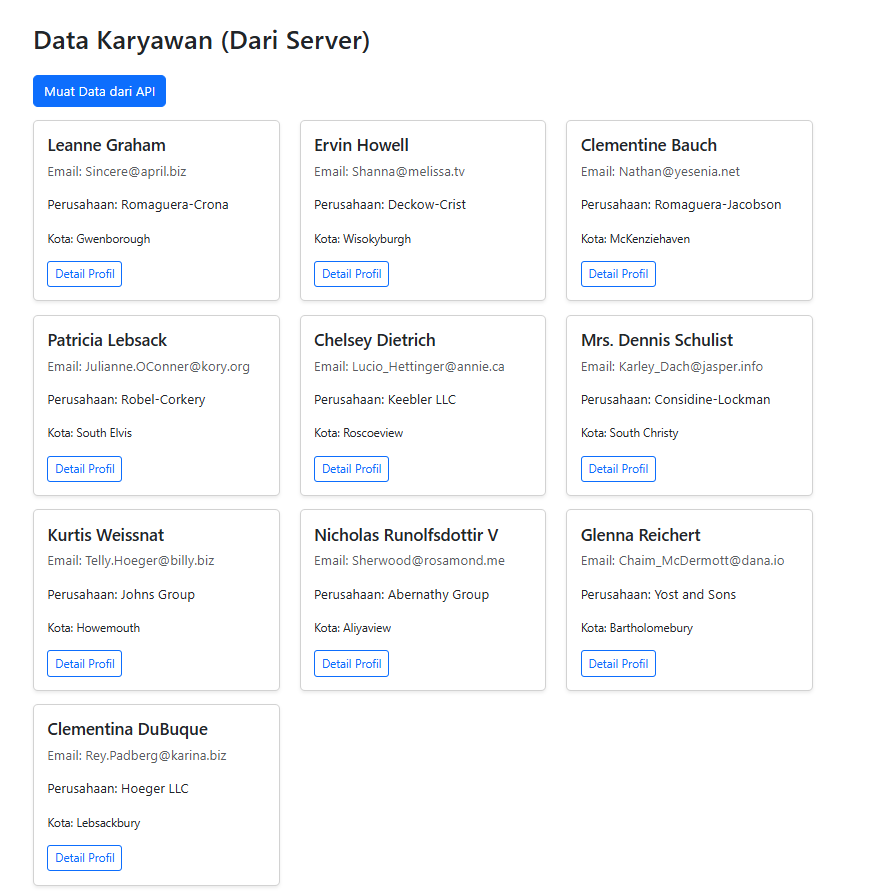 Data Karyawan (Dari Server)
Muat Data dari API
Leanne Graham
Email: Sincere@april.biz
Perusahaan: Romaguera-Crona
Kota: Gwenborough
Detail Profil
Ervin Howell
Email: Shanna@melissa.tv
Perusahaan: Deckow-Crist
Kota: Wisokyburgh
Detail Profil
Clementine Bauch
Email: Nathan@yesenia.net
Perusahaan: Romaguera-Jacobson
Kota: McKenziehaven
Detail Profil
Patricia Lebsack
Email: Julianne.OConner@kory.org
Perusahaan: Robel-Corkery
Kota: South Elvis
Detail Profil
Chelsey Dietrich
Email: Lucio_Hettinger@annie.ca
Perusahaan: Keebler LLC
Kota: Roscoeview
Detail Profil
Mrs. Dennis Schulist
Email: Karley_Dach@jasper.info
Perusahaan: Considine-Lockman
Kota: South Christy
Detail Profil
Kurtis Weissnat
Email: Telly.Hoeger@billy.biz
Perusahaan: Johns Group
Kota: Howemouth
Detail Profil
Nicholas Runolfsdottir V
Email: Sherwood@rosamond.me
Perusahaan: Abernathy Group
Kota: Aliyaview
Detail Profil
Glenna Reichert
Email: Chaim_McDermott@dana.io
Perusahaan: Yost and Sons
Kota: Bartholomebury
Detail Profil
Clementina DuBuque
Email: Rey.Padberg@karina.biz
Perusahaan: Hoeger LLC
Kota: Lebsackbury
Detail Profil